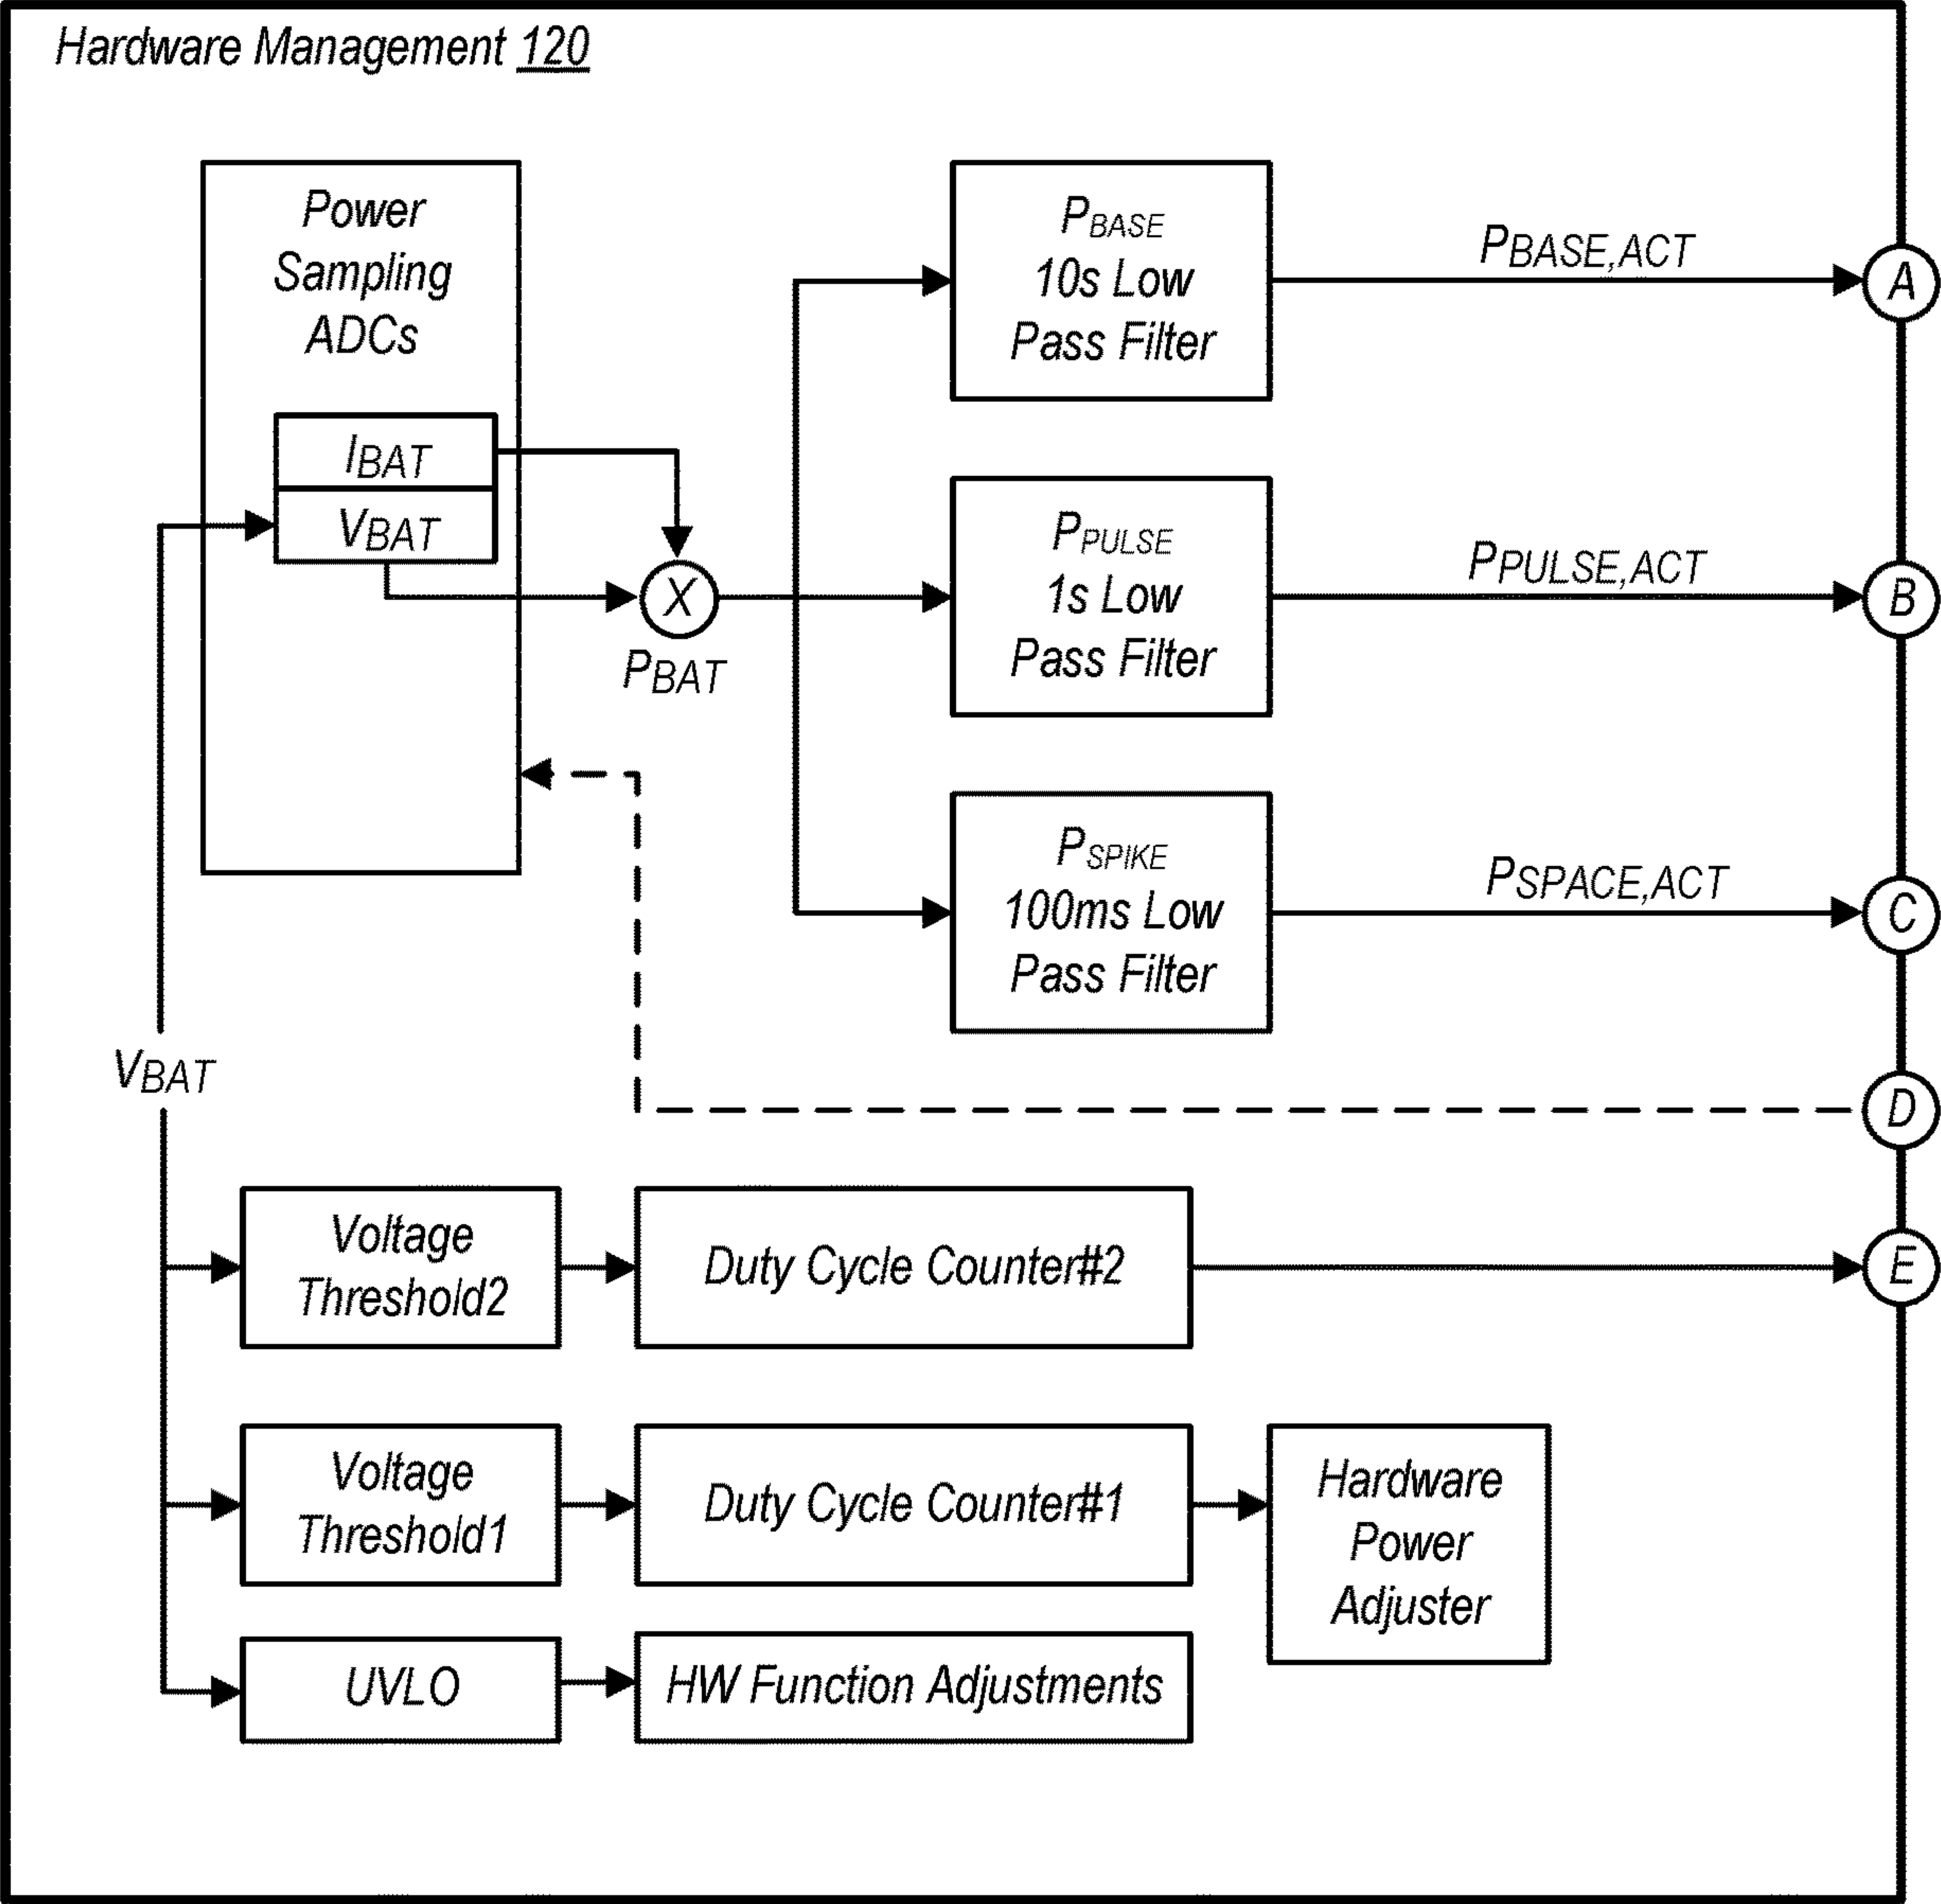 Hardware Management 120
Power
Sampling
ADCs
IBAT
VBAT
X
PBAT
PBASE
10s Low
Pass Filter
PBASE,ACT
A
PPULSE
1s Low
Pass Filter
PPULSE,ACT
B
PSPIKE
100ms Low
Pass Filter
PSPACE,ACT
C
VBAT
D
Voltage
Threshold2
Duty Cycle Counter#2
E
Voltage
Threshold1
Duty Cycle Counter#1
Hardware
Power
Adjuster
UVLO
HW Function Adjustments